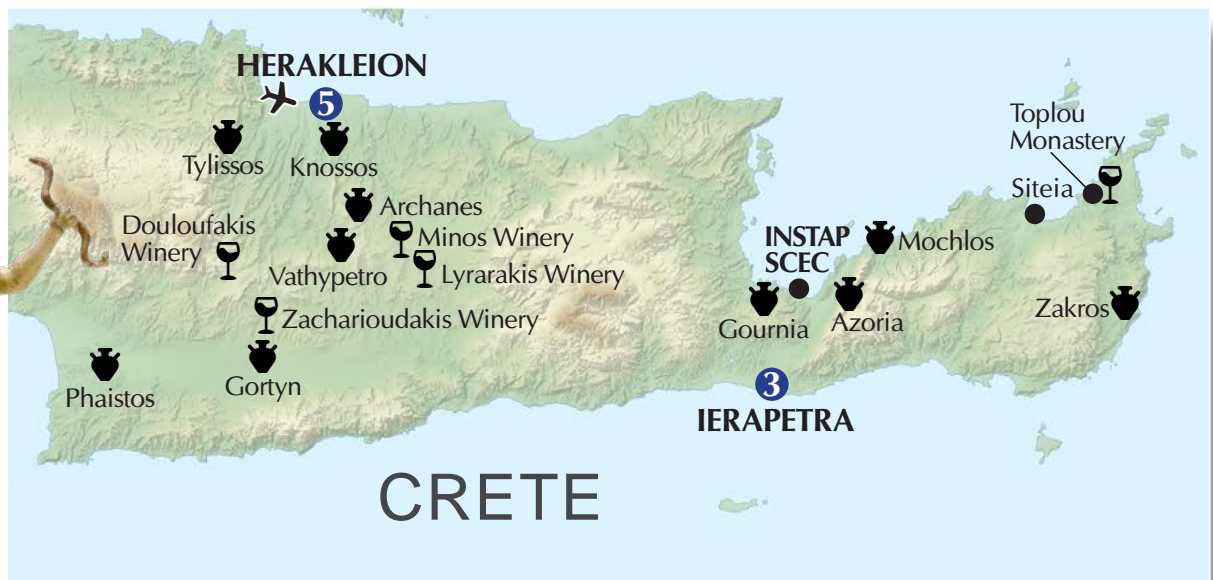 HERAKLEION
5
Tylissos
Knossos
Toplou
Monastery
Siteia
Archanes
Douloufakis
Winery
Minos Winery
Vathypetro
Lyrarakis Winery
INSTAP
SCEC
Mochlos
Zacharioudakis Winery
Gournia
Azoria
Zakros
Phaistos
Gortyn
3
IERAPETRA
CRETE